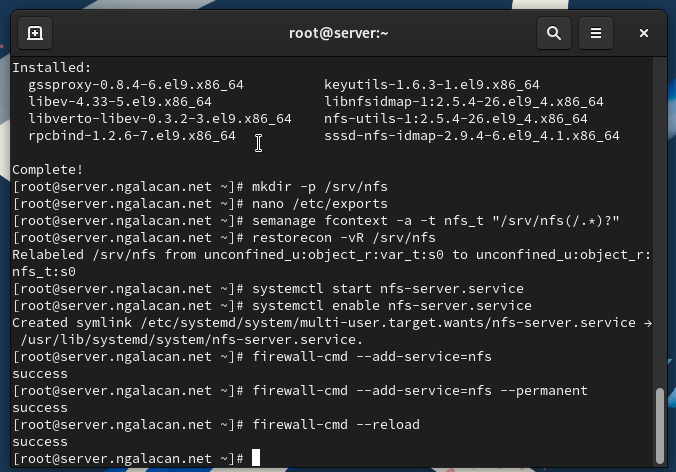 root@server:~
Installed:
  gssproxy-0.8.4-6.el9.x86_64          keyutils-1.6.3-1.el9.x86_64
  libev-4.33-5.el9.x86_64              libnfsidmap-1:2.5.4-26.el9_4.x86_64
  libverto-libev-0.3.2-3.el9.x86_64    nfs-utils-1:2.5.4-26.el9_4.x86_64
  rpcbind-1.2.6-7.el9.x86_64           sssd-nfs-idmap-2.9.4-6.el9_4.1.x86_64
Complete!
[root@server.ngalacan.net ~]# mkdir -p /srv/nfs
[root@server.ngalacan.net ~]# nano /etc/exports
[root@server.ngalacan.net ~]# semanage fcontext -a -t nfs_t "/srv/nfs(/.*)?"
[root@server.ngalacan.net ~]# restorecon -vR /srv/nfs
Relabeled /srv/nfs from unconfined_u:object_r:var_t:s0 to unconfined_u:object_r:
nfs_t:s0
[root@server.ngalacan.net ~]# systemctl start nfs-server.service
[root@server.ngalacan.net ~]# systemctl enable nfs-server.service
Created symlink /etc/systemd/system/multi-user.target.wants/nfs-server.service →
 /usr/lib/systemd/system/nfs-server.service.
[root@server.ngalacan.net ~]# firewall-cmd --add-service=nfs
success
[root@server.ngalacan.net ~]# firewall-cmd --add-service=nfs --permanent
success
[root@server.ngalacan.net ~]# firewall-cmd --reload
success
[root@server.ngalacan.net ~]#